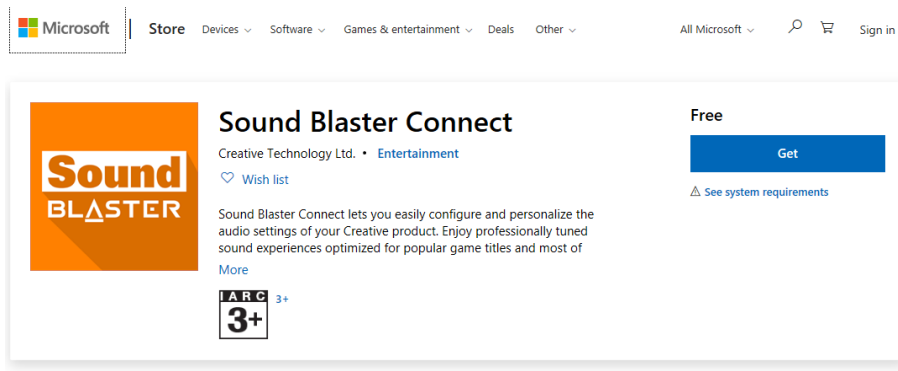 Microsoft Store Devices Software Games & entertainment Deals Other All Microsoft Sign in
Sound BLASTER
Sound Blaster Connect
Creative Technology Ltd. • Entertainment
Wish list
Sound Blaster Connect lets you easily configure and personalize the
audio settings of your Creative product. Enjoy professionally tuned
sound experiences optimized for popular game titles and most of
More
IARC
3+
3+
Free
Get
See system requirements